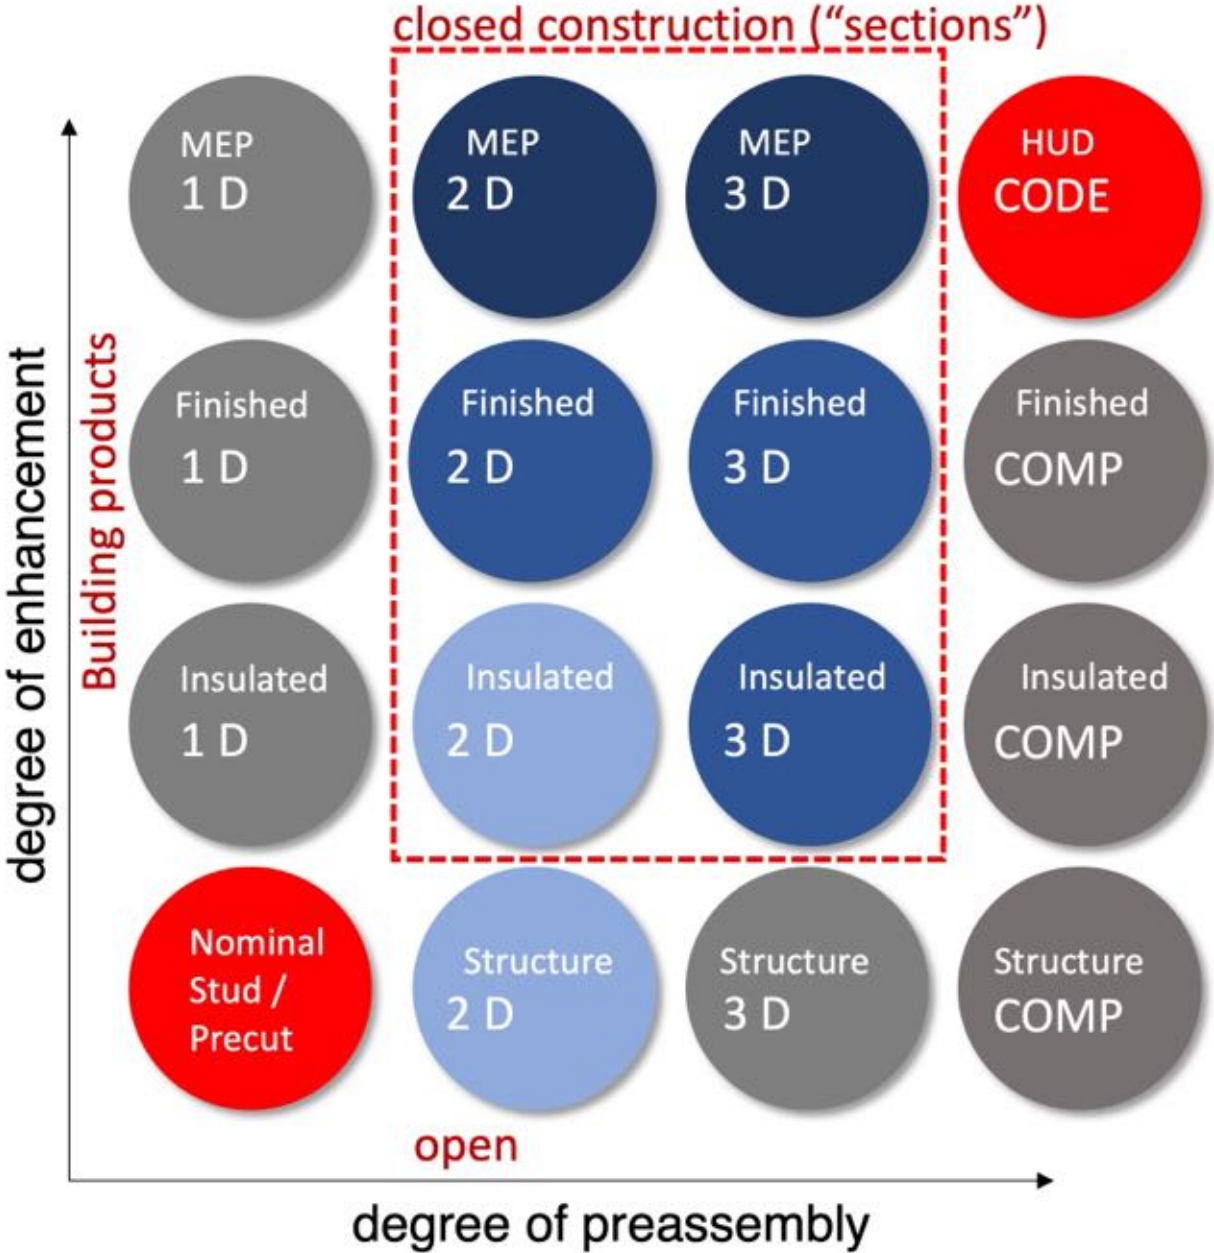 closed construction (“sections”)
MEP
1 D
MEP
2 D
MEP
3 D
HUD
CODE
Finished
1 D
Finished
2 D
Finished
3 D
Finished
COMP
Insulated
1 D
Insulated
2 D
Insulated
3 D
Insulated
COMP
Nominal
Stud /
Precut
Structure
2 D
Structure
3 D
Structure
COMP
degree of enhancement
Building products
open
degree of preassembly